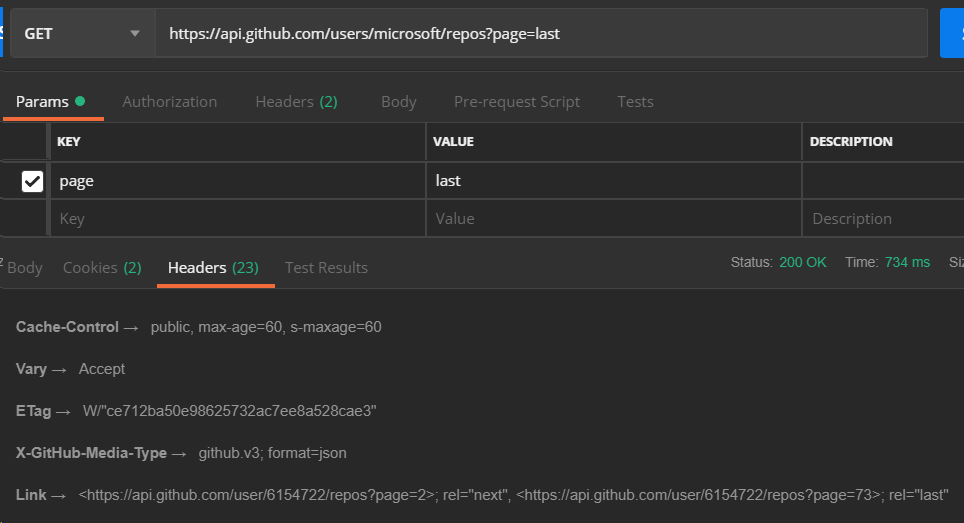 GET https://api.github.com/users/microsoft/repos?page=last
Params Authorization Headers (2) Body Pre-request Script Tests
KEY VALUE DESCRIPTION
page last
Key Value Description
Body Cookies (2) Headers (23) Test Results Status: 200 OK Time: 734 ms
Cache-Control → public, max-age=60, s-maxage=60
Vary → Accept
ETag → W/"ce712ba50e98625732ac7ee8a528cae3"
X-GitHub-Media-Type → github.v3; format=json
Link → <https://api.github.com/user/6154722/repos?page=2>; rel="next", <https://api.github.com/user/6154722/repos?page=73>; rel="last"